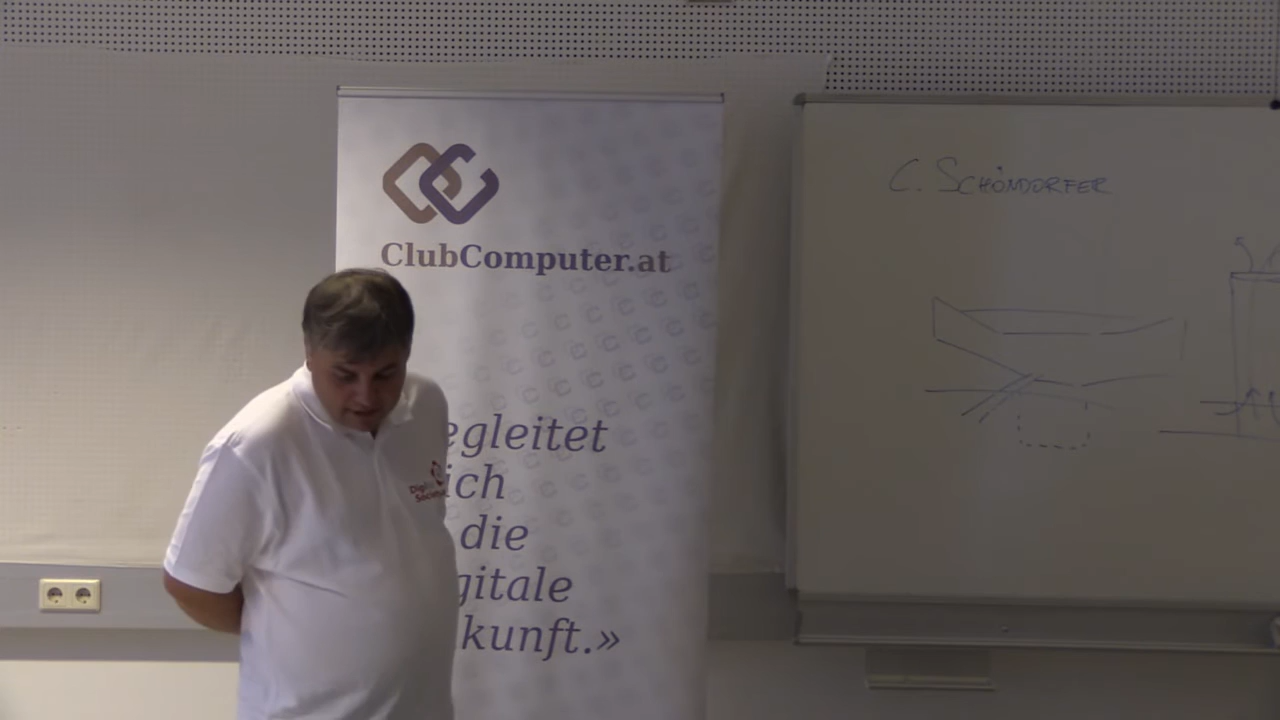 ClubComputer.at
egleitet
ich
die
gitale
kunft.»
C. SCHÖNDORFER